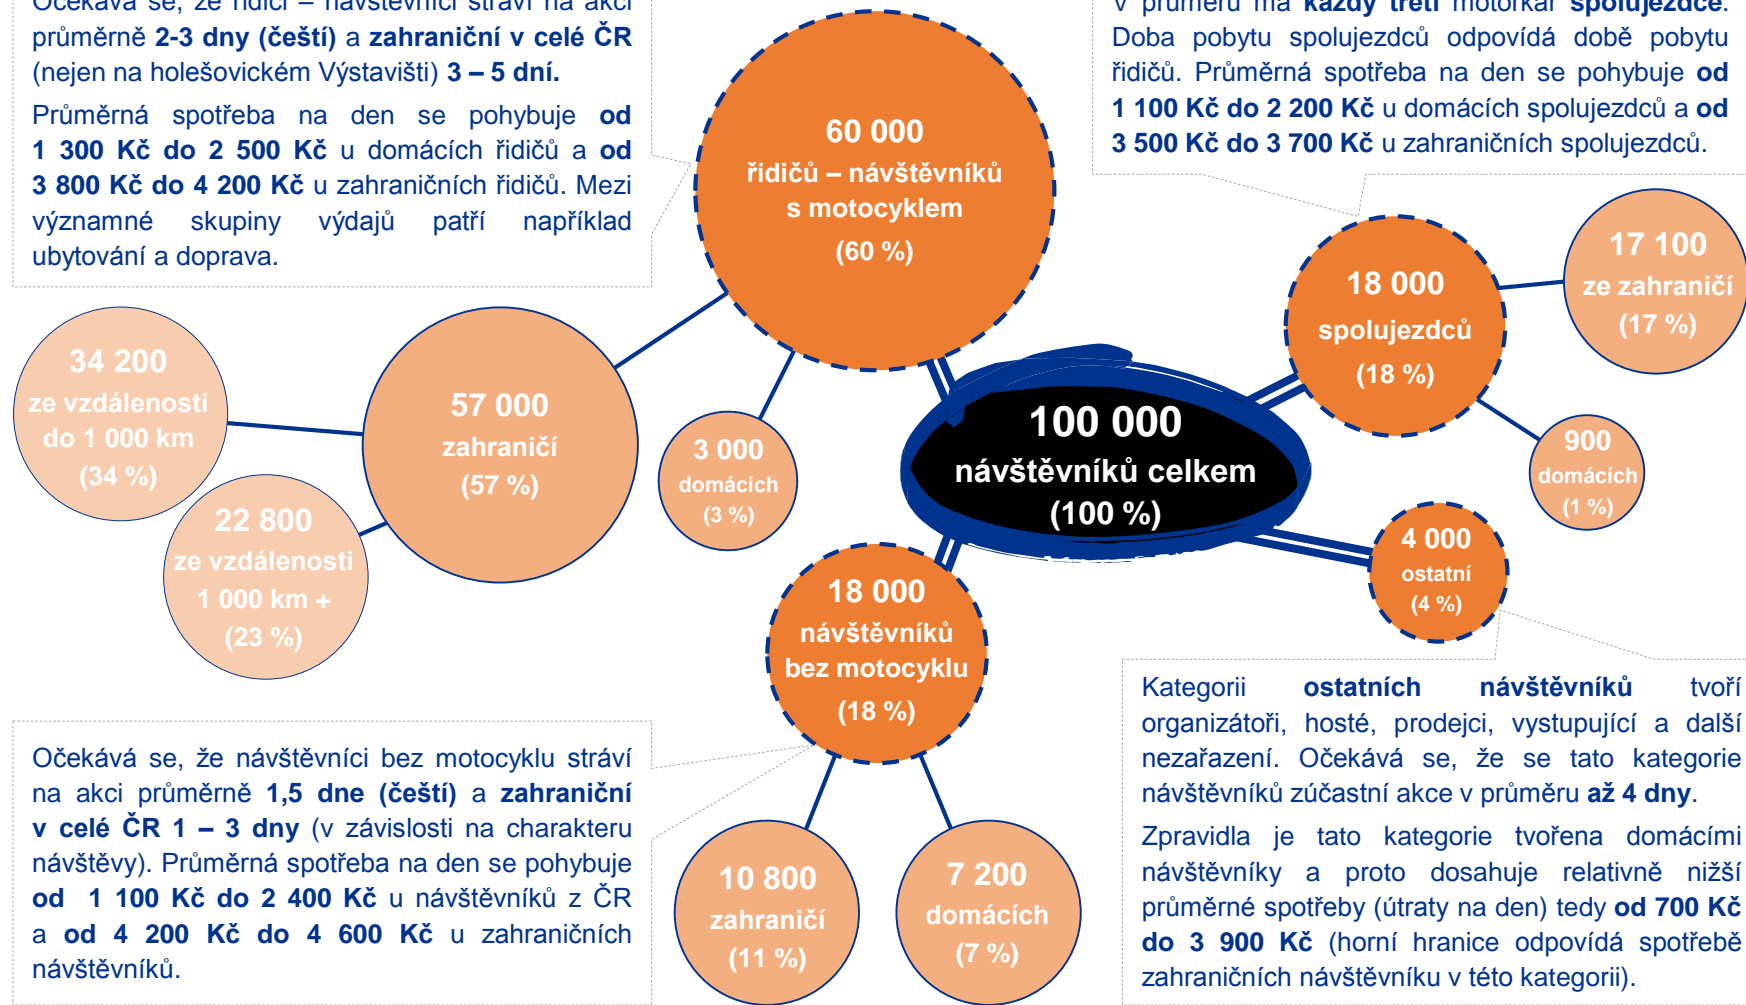 Očekává se, že řidiči – návštěvníci stráví na akci
průměrně 2-3 dny (čeští) a zahraniční v celé ČR
(nejen na holešovickém Výstavišti) 3 – 5 dní.
Průměrná spotřeba na den se pohybuje od
1 300 Kč do 2 500 Kč u domácích řidičů a od
3 800 Kč do 4 200 Kč u zahraničních řidičů. Mezi
významné skupiny výdajů patří například
ubytování a doprava.
V průměru má každý třetí motorkář spolujezdce.
Doba pobytu spolujezdců odpovídá době pobytu
řidičů. Průměrná spotřeba na den se pohybuje od
1 100 Kč do 2 200 Kč u domácích spolujezdců a od
3 500 Kč do 3 700 Kč u zahraničních spolujezdců.
60 000
řidičů – návštěvníků
s motocyklem
(60 %)
17 100
ze zahraničí
(17 %)
18 000
spolujezdců
(18 %)
34 200
ze vzdálenosti
do 1 000 km
(34 %)
57 000
zahraničí
(57 %)
3 000
domácích
(3 %)
100 000
návštěvníků celkem
(100 %)
900
domácích
(1 %)
22 800
ze vzdálenosti
1 000 km +
(23 %)
4 000
ostatní
(4 %)
18 000
návštěvníků
bez motocyklu
(18 %)
Očekává se, že návštěvníci bez motocyklu stráví
na akci průměrně 1,5 dne (čeští) a zahraniční
v celé ČR 1 – 3 dny (v závislosti na charakteru
návštěvy). Průměrná spotřeba na den se pohybuje
od 1 100 Kč do 2 400 Kč u návštěvníků z ČR
a od 4 200 Kč do 4 600 Kč u zahraničních
návštěvníků.
10 800
zahraničí
(11 %)
7 200
domácích
(7 %)
Kategorii ostatních návštěvníků tvoří
organizátoři, hosté, prodejci, vystupující a další
nezařazení. Očekává se, že se tato kategorie
návštěvníků zúčastní akce v průměru až 4 dny.
Zpravidla je tato kategorie tvořena domácími
návštěvníky a proto dosahuje relativně nižší
průměrné spotřeby (útraty na den) tedy od 700 Kč
do 3 900 Kč (horní hranice odpovídá spotřebě
zahraničních návštěvníku v této kategorii).